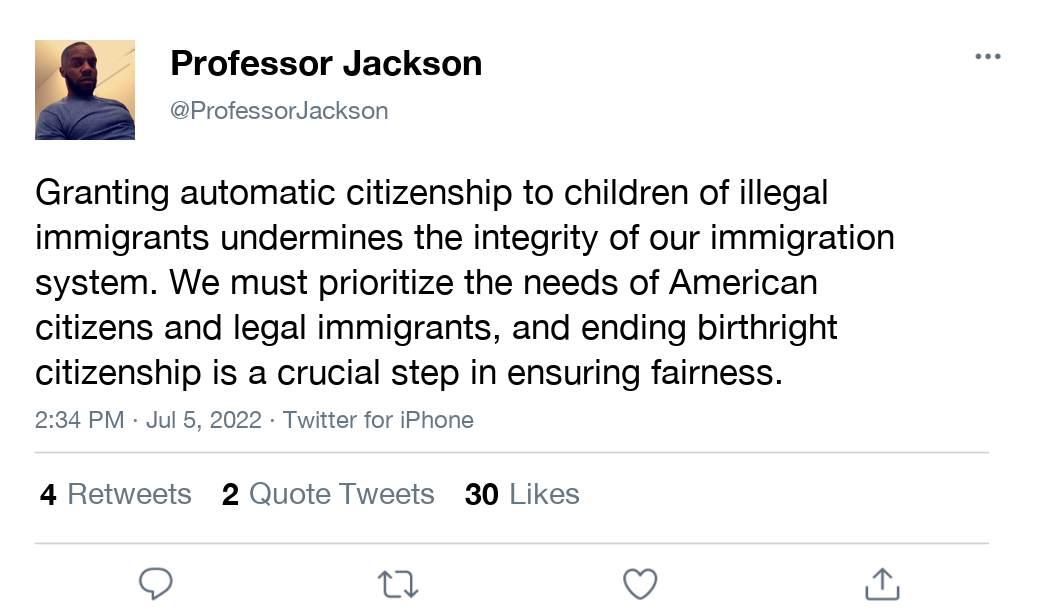 Professor Jackson
@ProfessorJackson
Granting automatic citizenship to children of illegal
immigrants undermines the integrity of our immigration
system. We must prioritize the needs of American
citizens and legal immigrants, and ending birthright
citizenship is a crucial step in ensuring fairness.
2:34 PM · Jul 5, 2022 · Twitter for iPhone
4 Retweets 2 Quote Tweets 30 Likes